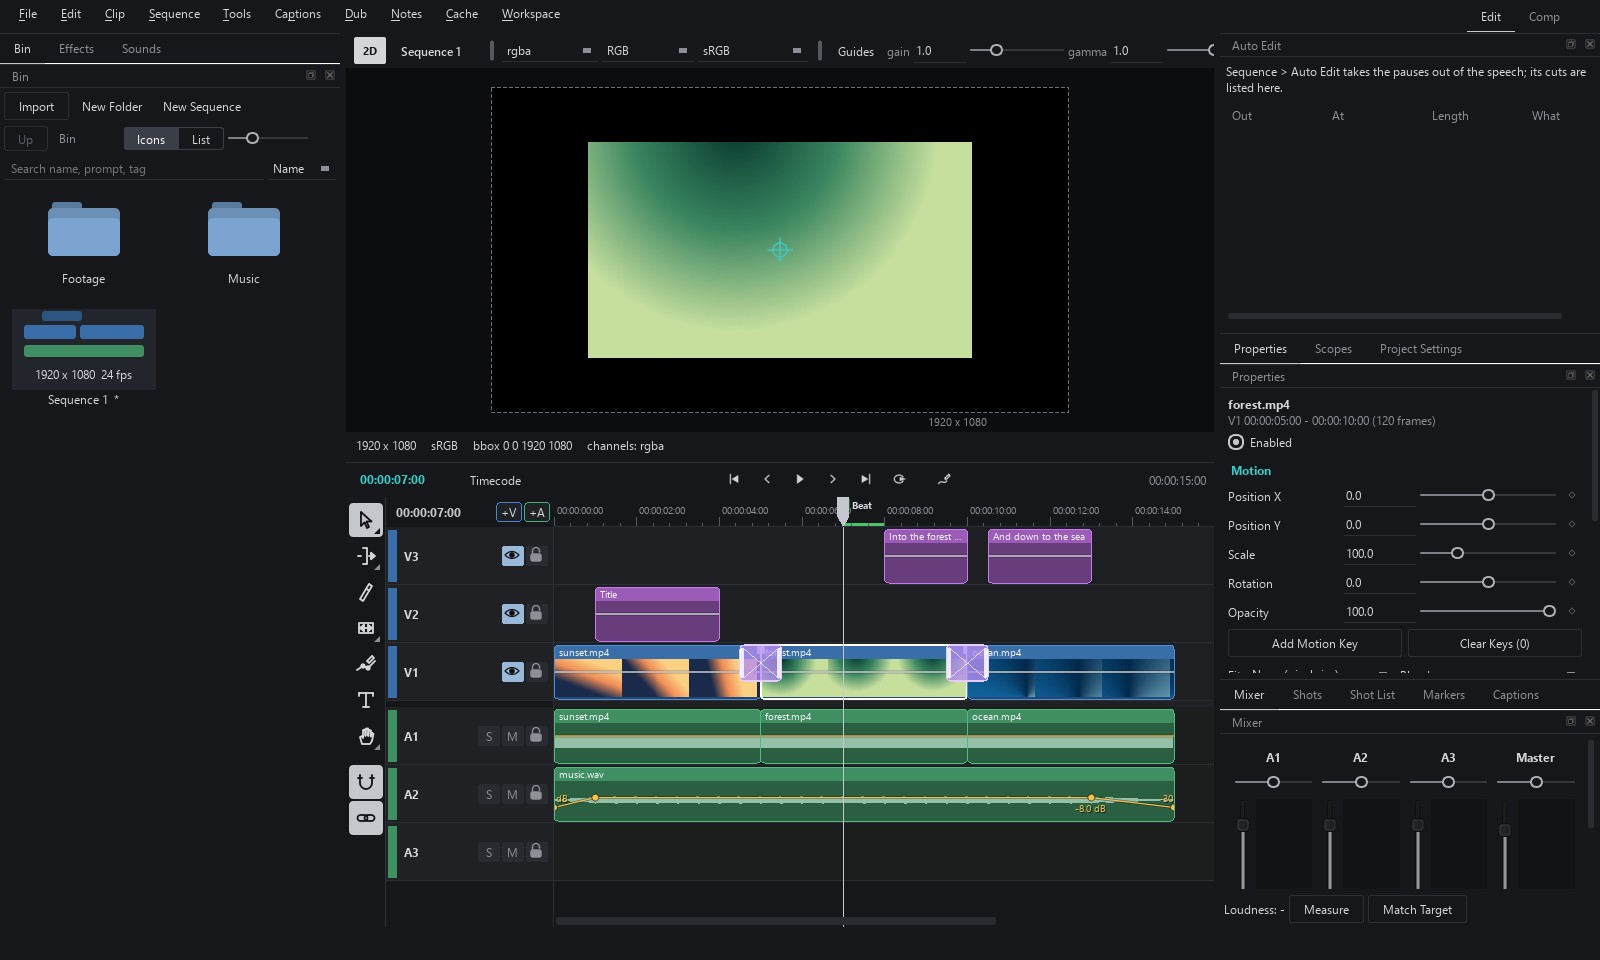 File Edit Clip Sequence Tools Captions Dub Notes Cache Workspace
Edit Comp
Bin Effects Sounds
Bin
Import New Folder New Sequence
Up Bin Icons List
Search name, prompt, tag Name
Footage Music
1920 x 1080 24 fps
Sequence 1 *
2D Sequence 1 rgba RGB sRGB Guides gain 1.0 gamma 1.0
1920 x 1080
1920 x 1080 sRGB bbox 0 0 1920 1080 channels: rgba
00:00:07:00 Timecode 00:00:15:00
00:00:07:00 +V +A 00:00:00:00 00:00:02:00 00:00:04:00 Beat 00:00:08:00 00:00:10:00 00:00:12:00 00:00:14:00
V3 Into the forest ... And down to the sea
V2 Title
V1 sunset.mp4
A1 S M sunset.mp4 forest.mp4 ocean.mp4
A2 S M music.wav
dB -8.0 dB
A3 S M
Auto Edit
Sequence > Auto Edit takes the pauses out of the speech; its cuts are
listed here.
Out At Length What
Properties Scopes Project Settings
Properties
forest.mp4
V1 00:00:05:00 - 00:00:10:00 (120 frames)
Enabled
Motion
Position X 0.0
Position Y 0.0
Scale 100.0
Rotation 0.0
Opacity 100.0
Add Motion Key Clear Keys (0)
Mixer Shots Shot List Markers Captions
Mixer
A1 A2 A3 Master
Loudness: - Measure Match Target